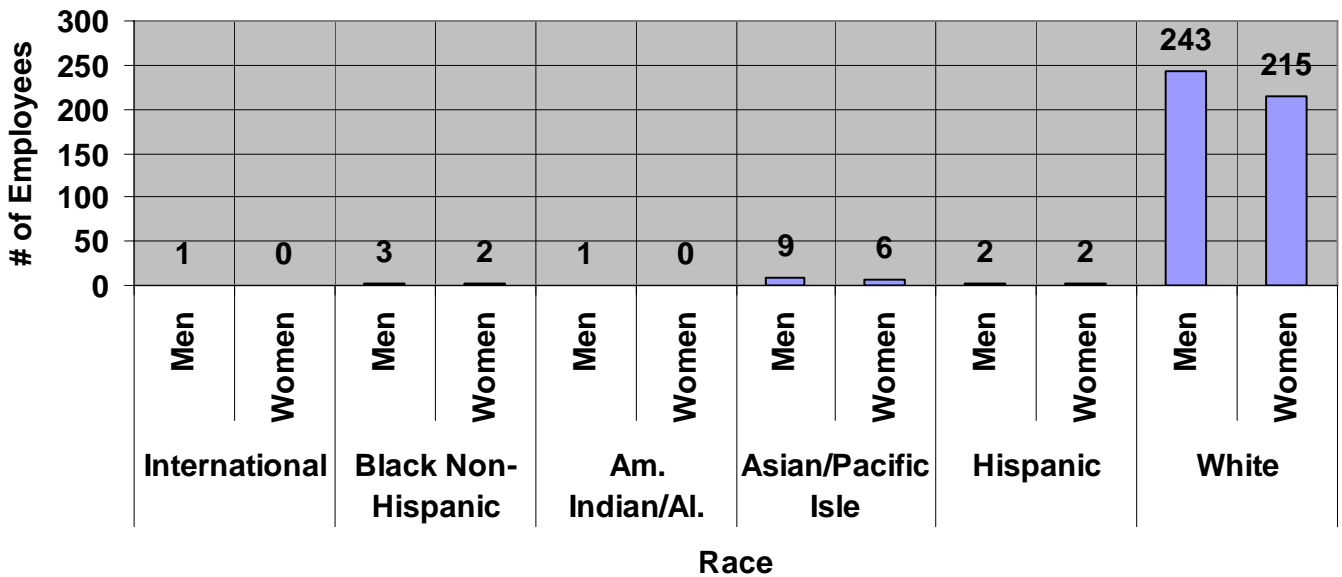 # of Employees
300
250
200
150
100
50
0
1
0
3
2
1
0
9
6
2
2
243
215
Men
Women
Men
Women
Men
Women
Men
Women
Men
Women
Men
Women
International
Black Non-
Hispanic
Am.
Indian/Al.
Asian/Pacific
Isle
Hispanic
White
Race